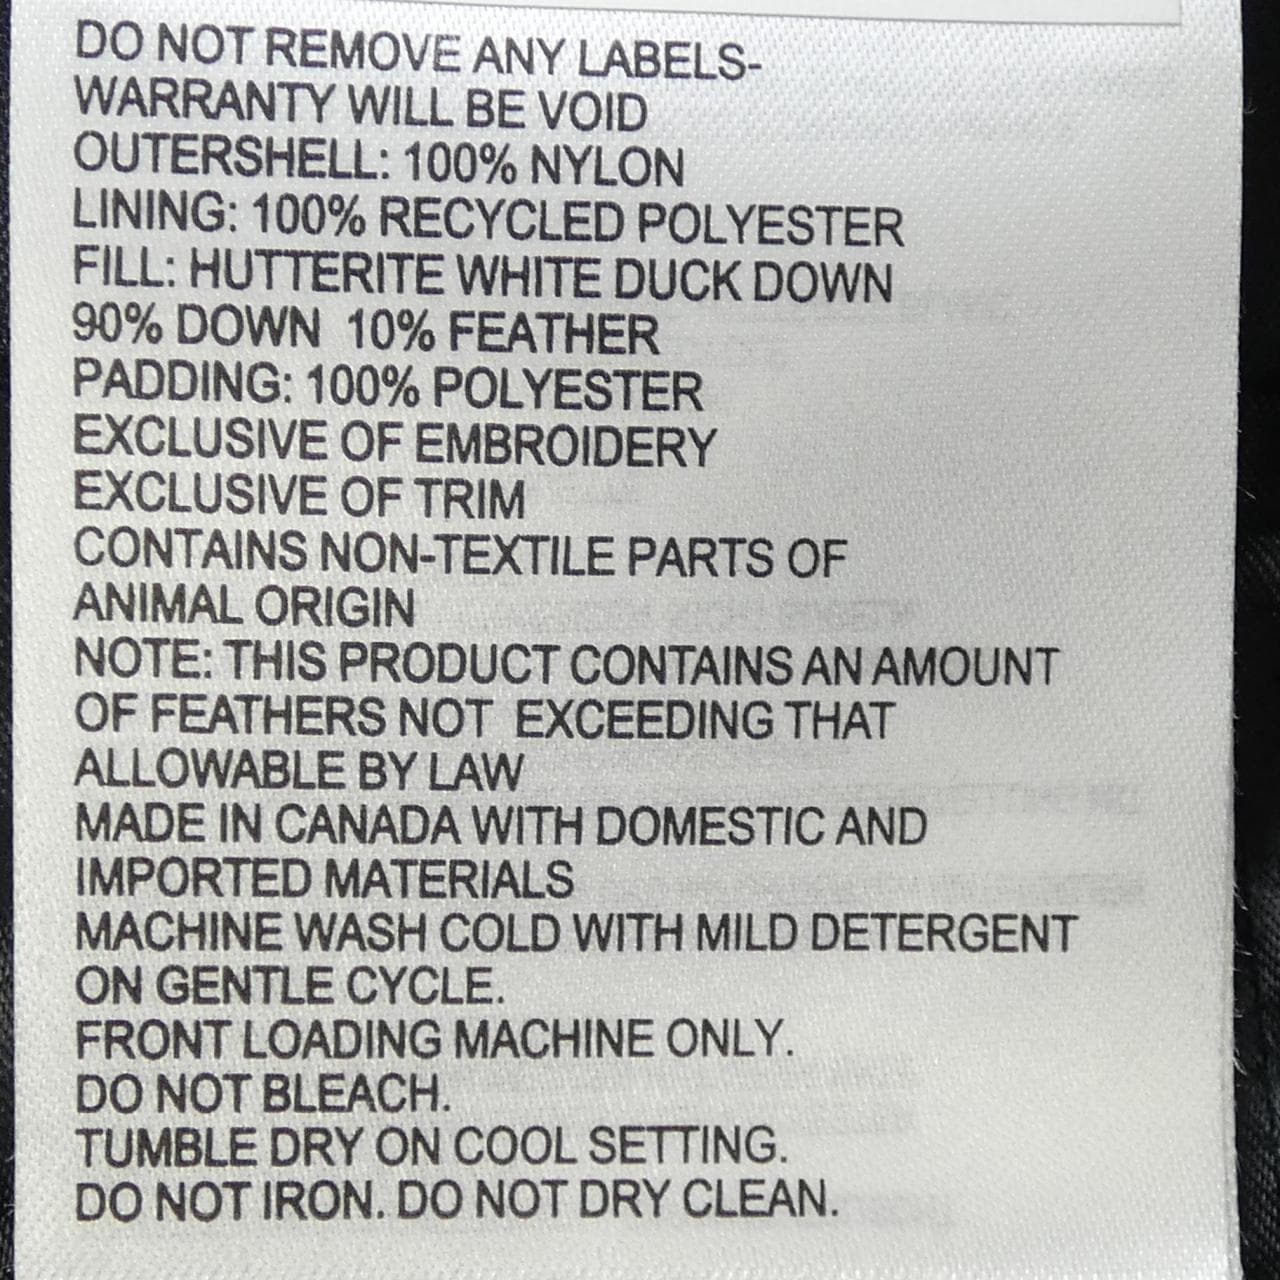 DO NOT REMOVE ANY LABELS-
WARRANTY WILL BE VOID
OUTERSHELL: 100% NYLON
LINING: 100% RECYCLED POLYESTER
FILL: HUTTERITE WHITE DUCK DOWN
90% DOWN  10% FEATHER
PADDING: 100% POLYESTER
EXCLUSIVE OF EMBROIDERY
EXCLUSIVE OF TRIM
CONTAINS NON-TEXTILE PARTS OF
ANIMAL ORIGIN
NOTE: THIS PRODUCT CONTAINS AN AMOUNT
OF FEATHERS NOT  EXCEEDING THAT
ALLOWABLE BY LAW
MADE IN CANADA WITH DOMESTIC AND
IMPORTED MATERIALS
MACHINE WASH COLD WITH MILD DETERGENT
ON GENTLE CYCLE.
FRONT LOADING MACHINE ONLY.
DO NOT BLEACH.
TUMBLE DRY ON COOL SETTING.
DO NOT IRON. DO NOT DRY CLEAN.